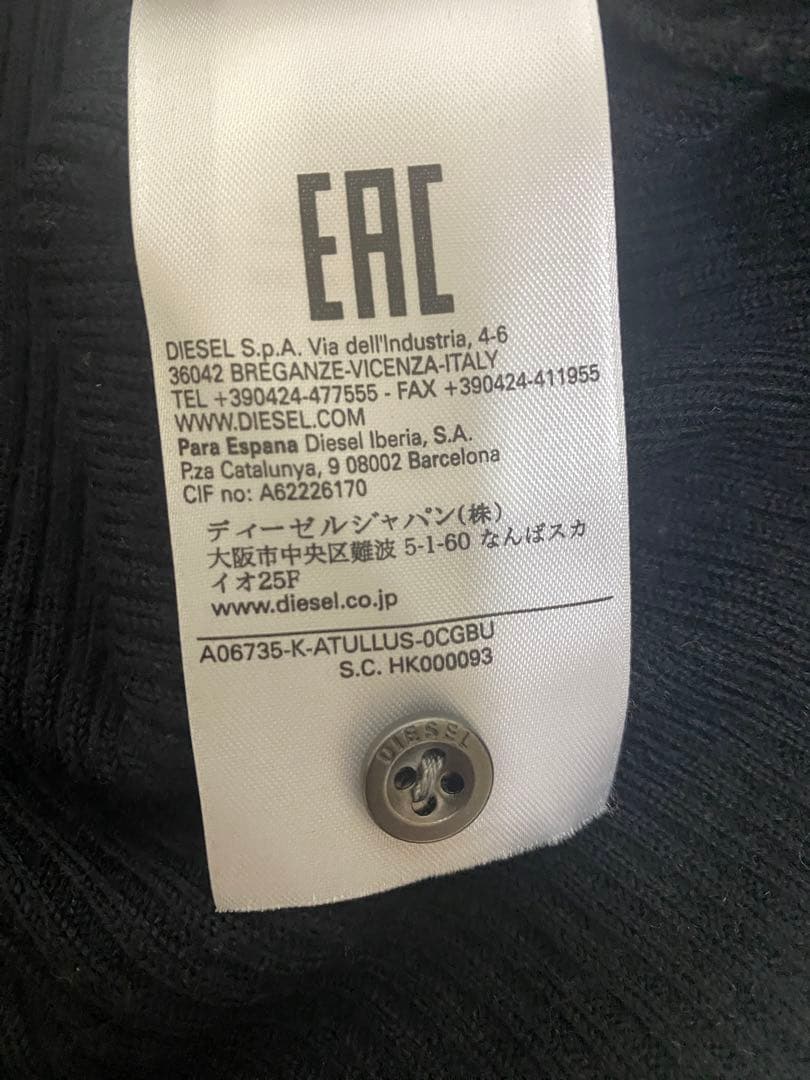 EAC
DIESEL S.p.A. Via dell'Industria, 4-6
36042 BREGANZE-VICENZA-ITALY
TEL +390424-477555 - FAX +390424-411955
WWW.DIESEL.COM
Para Espana Diesel Iberia, S.A.
P.za Catalunya, 9 08002 Barcelona
CIF no: A62226170
ディーゼルジャパン(株)
大阪市中央区難波 5-1-60 なんばスカ
イオ25F
www.diesel.co.jp
A06735-K-ATULLUS-0CGBU
S.C. HK000093
DIESEL